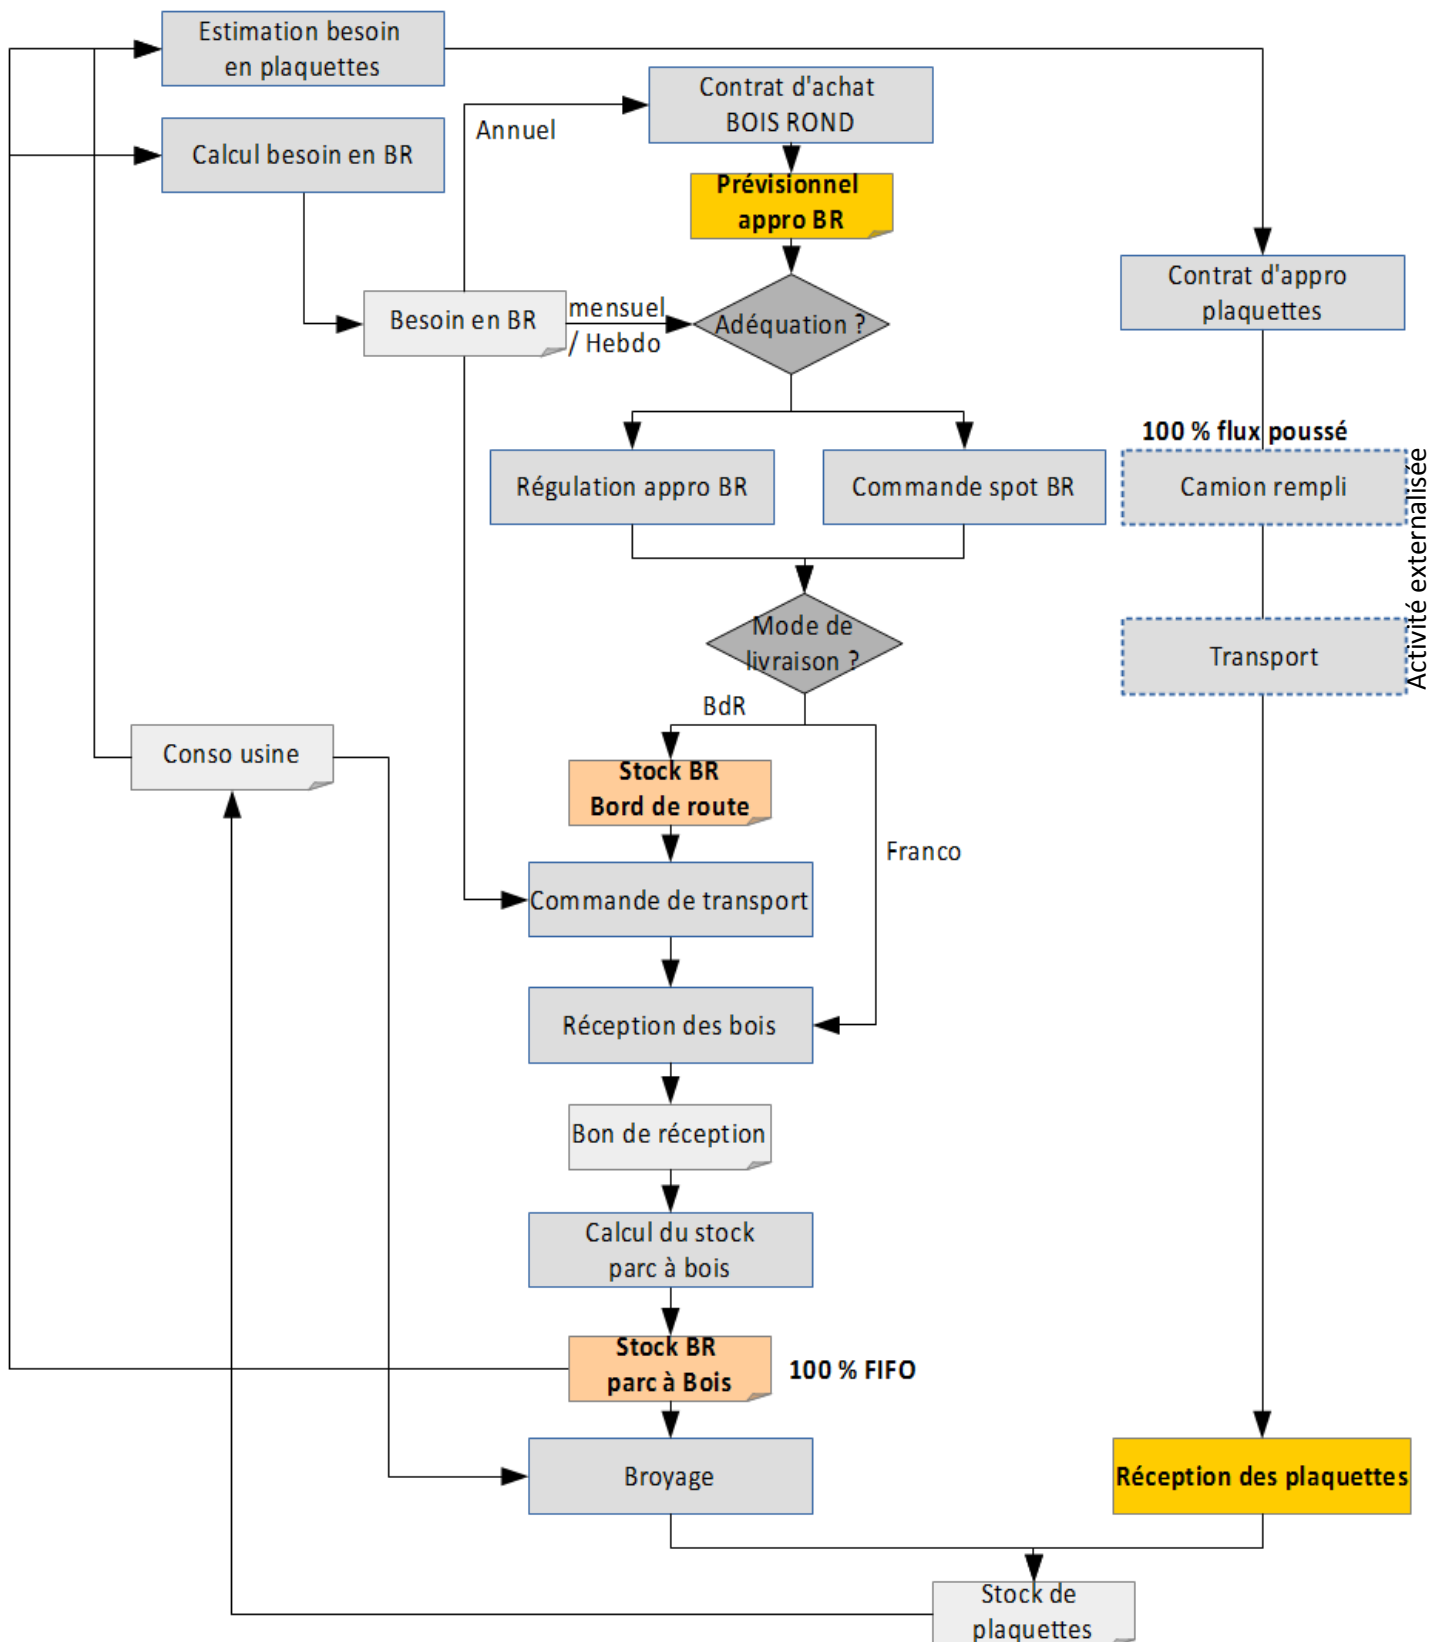 Estimation besoin
en plaquettes
Contrat d'achat
BOIS ROND
Annuel
Calcul besoin en BR
Prévisionnel
appro BR
Contrat d'appro
plaquettes
Besoin en BR
mensuel
/ Hebdo
Adéquation ?
100 % flux poussé
Régulation appro BR
Commande spot BR
Camion rempli
Activité externalisée
Mode de
livraison ?
Transport
BdR
Conso usine
Stock BR
Bord de route
Franco
Commande de transport
Réception des bois
Bon de réception
Calcul du stock
parc à bois
Stock BR
parc à Bois
100 % FIFO
Broyage
Réception des plaquettes
Stock de
plaquettes